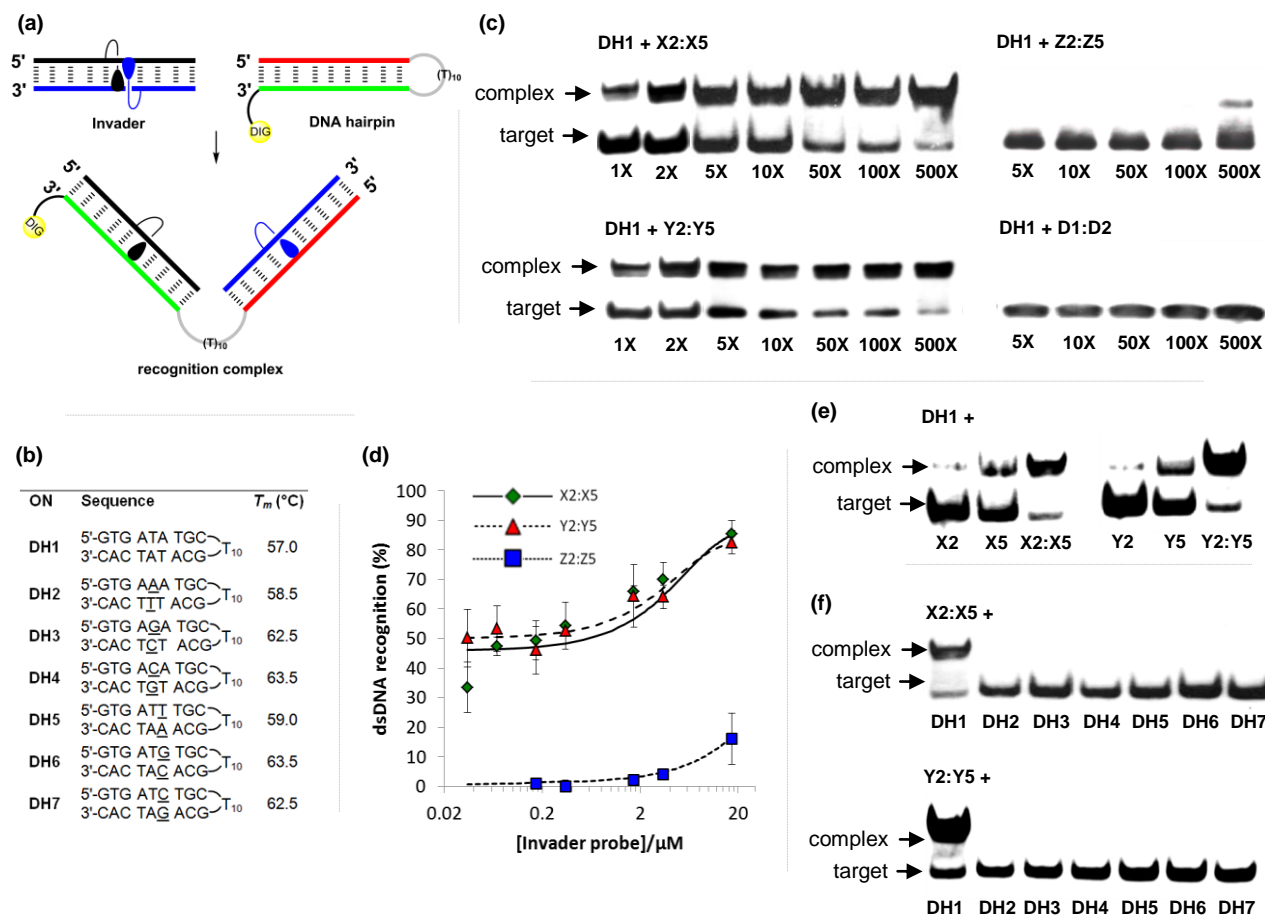 (a)
5'
3'
Invader
5'
3'
(T)10
DIG
DNA hairpin
5'
3'
DIG
3'
5'
(T)10
recognition complex
(b)
ON Sequence Tm (°C)
DH1 5'-GTG ATA TGC
3'-CAC TAT ACG T10 57.0
DH2 5'-GTG AAA TGC
3'-CAC TTT ACG T10 58.5
DH3 5'-GTG AGA TGC
3'-CAC TCT ACG T10 62.5
DH4 5'-GTG ACA TGC
3'-CAC TGT ACG T10 63.5
DH5 5'-GTG ATT TGC
3'-CAC TAA ACG T10 59.0
DH6 5'-GTG ATG TGC
3'-CAC TAC ACG T10 63.5
DH7 5'-GTG ATC TGC
3'-CAC TAG ACG T10 62.5
(c)
DH1 + X2:X5
complex
target
1X 2X 5X 10X 50X 100X 500X
DH1 + Z2:Z5
5X 10X 50X 100X 500X
DH1 + Y2:Y5
complex
target
1X 2X 5X 10X 50X 100X 500X
DH1 + D1:D2
5X 10X 50X 100X 500X
(d)
dsDNA recognition (%)
100
90
80
70
60
50
40
30
20
10
0
X2:X5
Y2:Y5
Z2:Z5
0.02 0.2 2 20
[Invader probe]/µM
(e)
DH1 +
complex
target
X2 X5 X2:X5 Y2 Y5 Y2:Y5
(f)
X2:X5 +
complex
target
DH1 DH2 DH3 DH4 DH5 DH6 DH7
Y2:Y5 +
complex
target
DH1 DH2 DH3 DH4 DH5 DH6 DH7